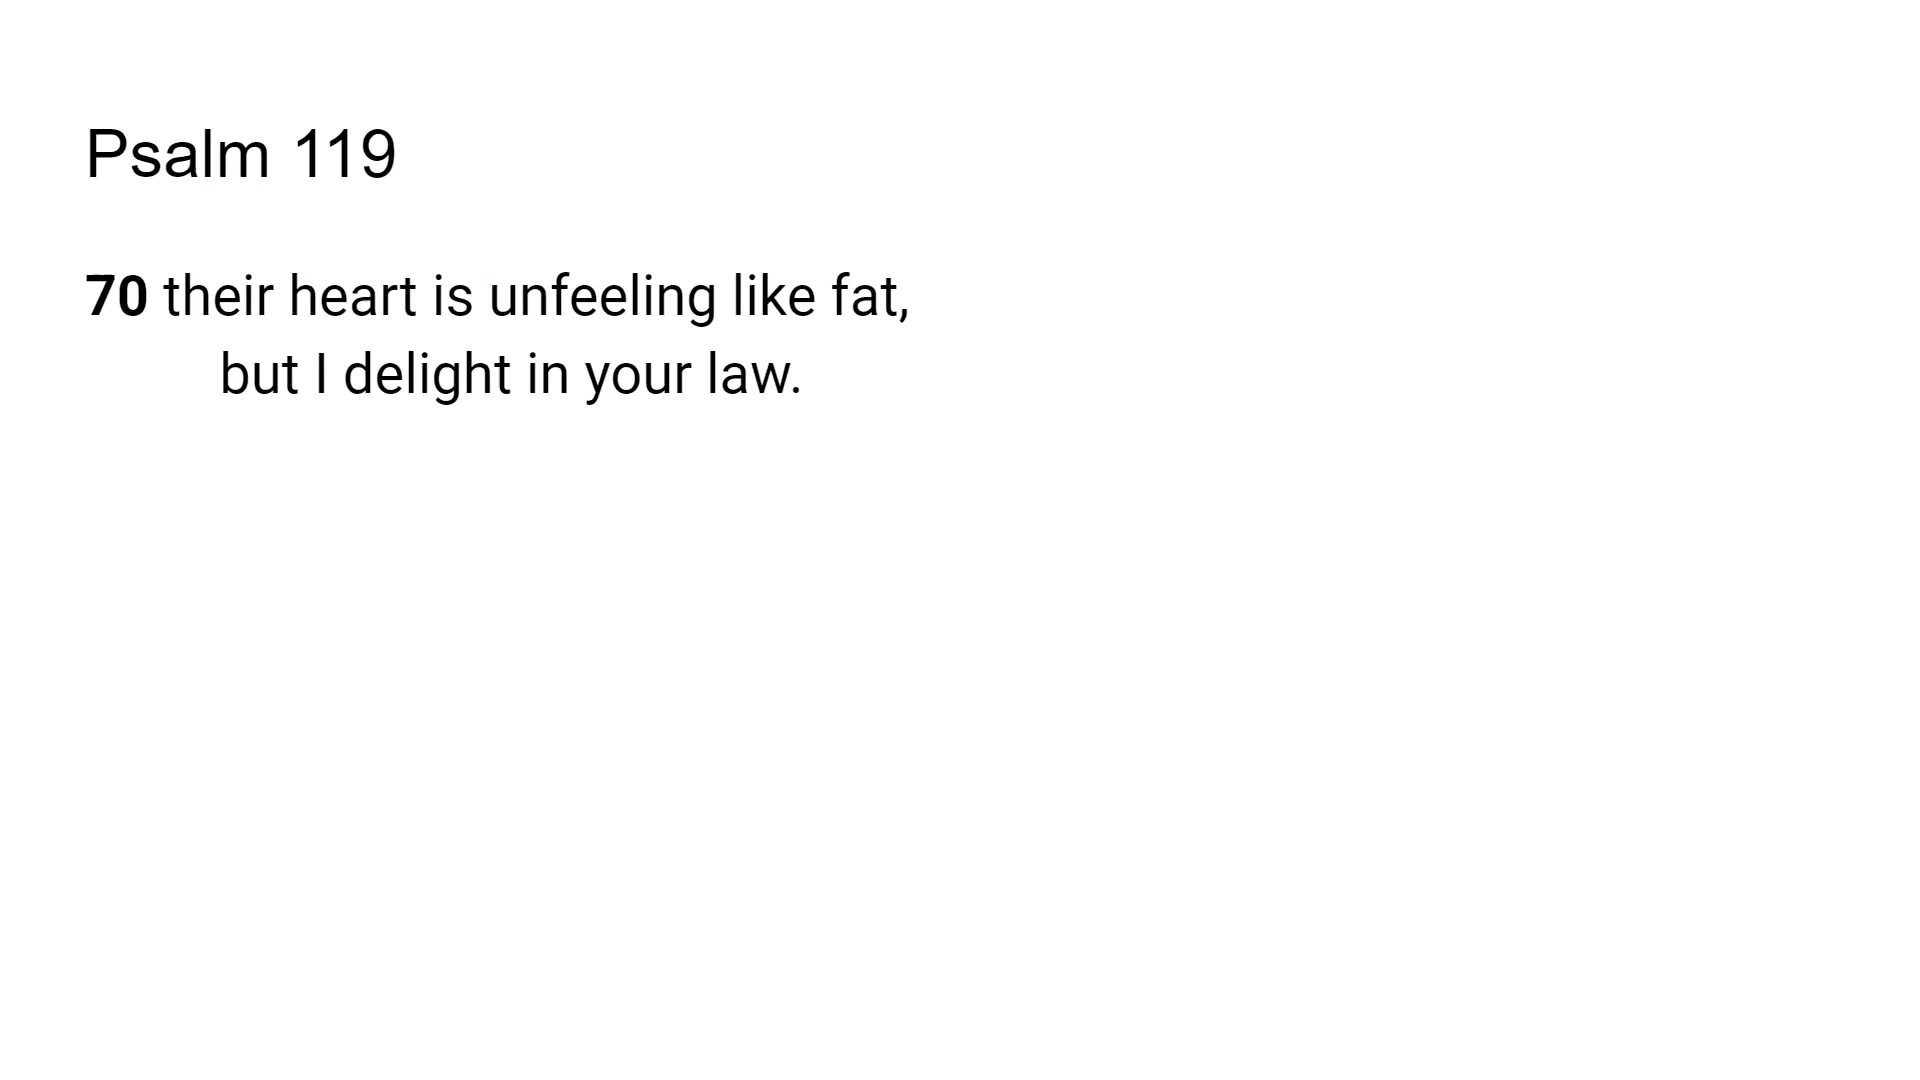 Psalm 119
70 their heart is unfeeling like fat,
but I delight in your law.